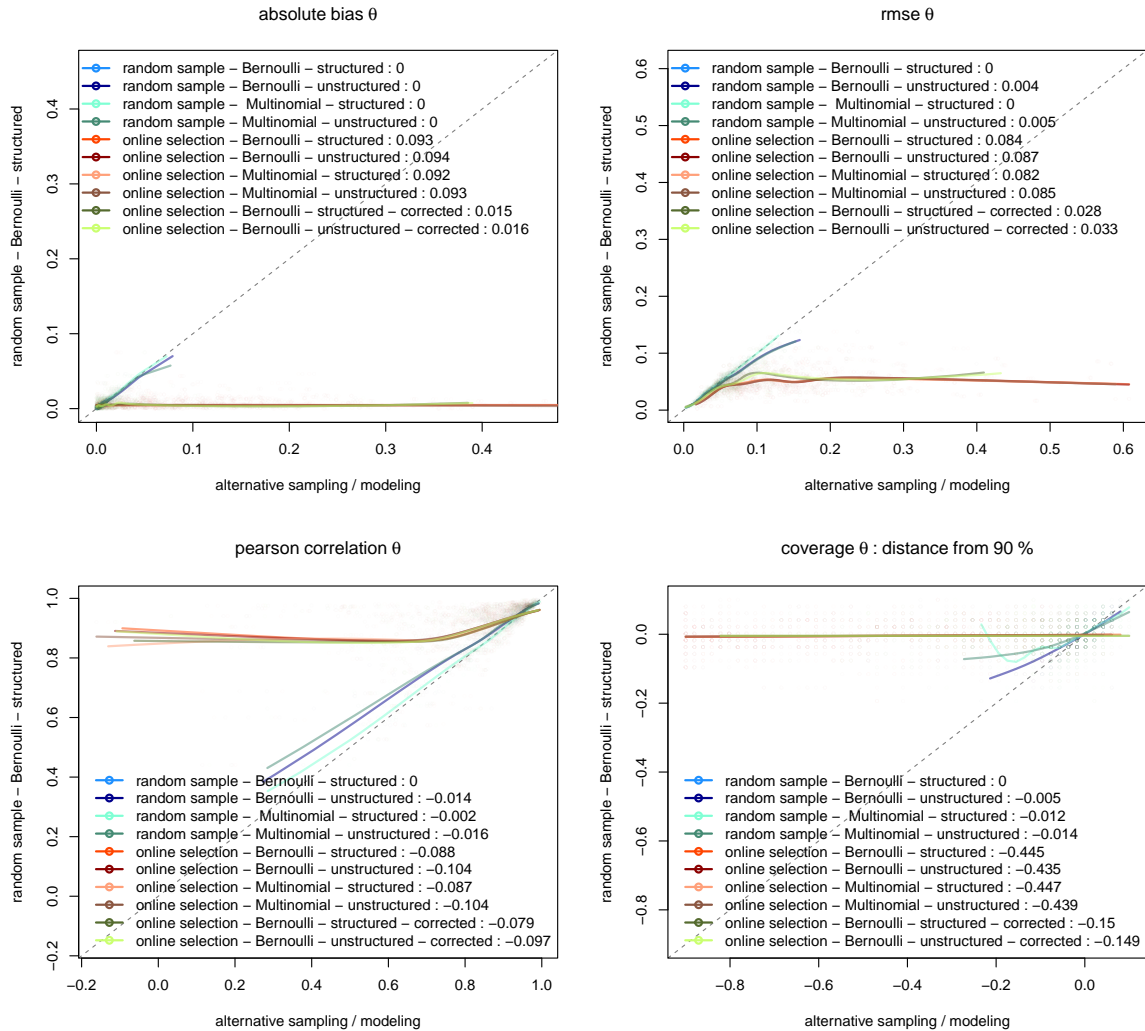 absolute bias θ
random sample − Bernoulli − structured
0.0
0.1
0.2
0.3
0.4
random sample − Bernoulli − structured : 0
random sample − Bernoulli − unstructured : 0
random sample −  Multinomial − structured : 0
random sample − Multinomial − unstructured : 0
online selection − Bernoulli − structured : 0.093
online selection − Bernoulli − unstructured : 0.094
online selection − Multinomial − structured : 0.092
online selection − Multinomial − unstructured : 0.093
online selection − Bernoulli − structured − corrected : 0.015
online selection − Bernoulli − unstructured − corrected : 0.016
0.0 0.1 0.2 0.3 0.4
alternative sampling / modeling
rmse θ
random sample − Bernoulli − structured
0.0
0.1
0.2
0.3
0.4
0.5
0.6
random sample − Bernoulli − structured : 0
random sample − Bernoulli − unstructured : 0.004
random sample −  Multinomial − structured : 0
random sample − Multinomial − unstructured : 0.005
online selection − Bernoulli − structured : 0.084
online selection − Bernoulli − unstructured : 0.087
online selection − Multinomial − structured : 0.082
online selection − Multinomial − unstructured : 0.085
online selection − Bernoulli − structured − corrected : 0.028
online selection − Bernoulli − unstructured − corrected : 0.033
0.0 0.1 0.2 0.3 0.4 0.5 0.6
alternative sampling / modeling
pearson correlation θ
random sample − Bernoulli − structured
−0.2
0.0
0.2
0.4
0.6
0.8
1.0
random sample − Bernoulli − structured : 0
random sample − Bernoulli − unstructured : −0.014
random sample −  Multinomial − structured : −0.002
random sample − Multinomial − unstructured : −0.016
online selection − Bernoulli − structured : −0.088
online selection − Bernoulli − unstructured : −0.104
online selection − Multinomial − structured : −0.087
online selection − Multinomial − unstructured : −0.104
online selection − Bernoulli − structured − corrected : −0.079
online selection − Bernoulli − unstructured − corrected : −0.097
−0.2 0.0 0.2 0.4 0.6 0.8 1.0
alternative sampling / modeling
coverage θ : distance from 90 %
random sample − Bernoulli − structured
−0.8
−0.6
−0.4
−0.2
0.0
random sample − Bernoulli − structured : 0
random sample − Bernoulli − unstructured : −0.005
random sample −  Multinomial − structured : −0.012
random sample − Multinomial − unstructured : −0.014
online selection − Bernoulli − structured : −0.445
online selection − Bernoulli − unstructured : −0.435
online selection − Multinomial − structured : −0.447
online selection − Multinomial − unstructured : −0.439
online selection − Bernoulli − structured − corrected : −0.15
online selection − Bernoulli − unstructured − corrected : −0.149
−0.8 −0.6 −0.4 −0.2 0.0
alternative sampling / modeling